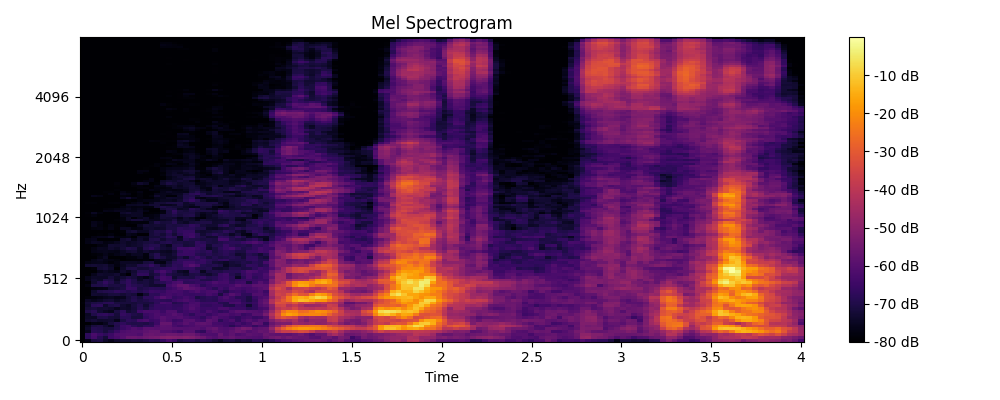 Mel Spectrogram
Hz
4096
2048
1024
512
0
0
0.5
1
1.5
2
2.5
3
3.5
4
Time
-10 dB
-20 dB
-30 dB
-40 dB
-50 dB
-60 dB
-70 dB
-80 dB